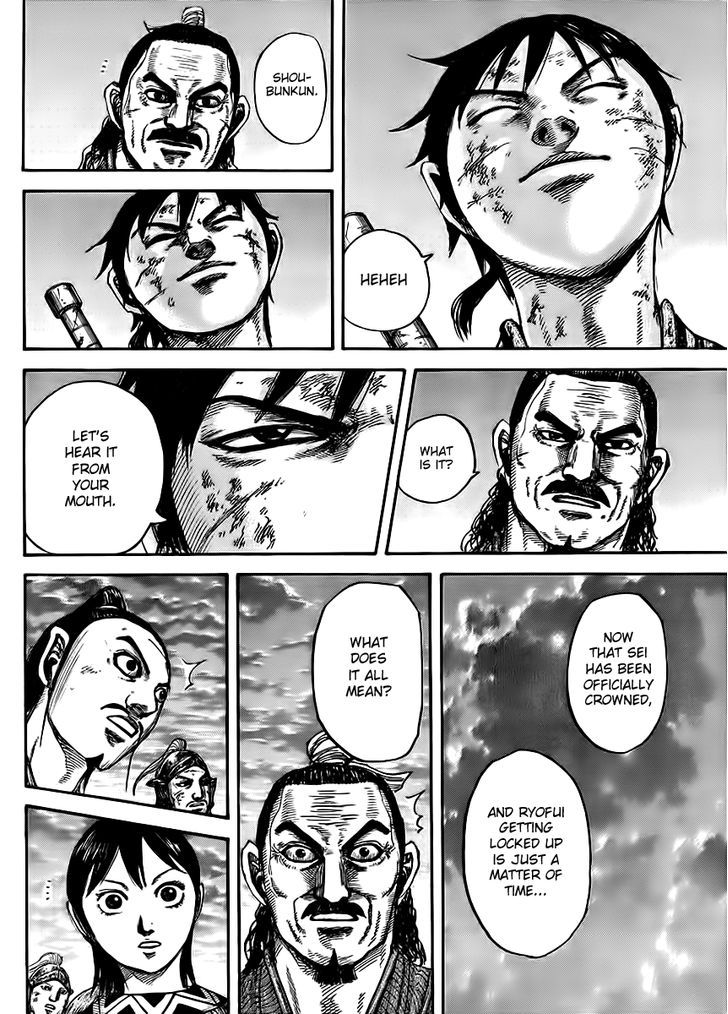 HEHEH
SHOU-
BUNKUN.
WHAT
IS IT?
LET'S
HEAR IT
FROM
YOUR
MOUTH.
NOW
THAT SEI
HAS BEEN
OFFICIALLY
CROWNED,
AND RYOFUI
GETTING
LOCKED UP
IS JUST A
MATTER OF
TIME...
WHAT
DOES
IT ALL
MEAN?